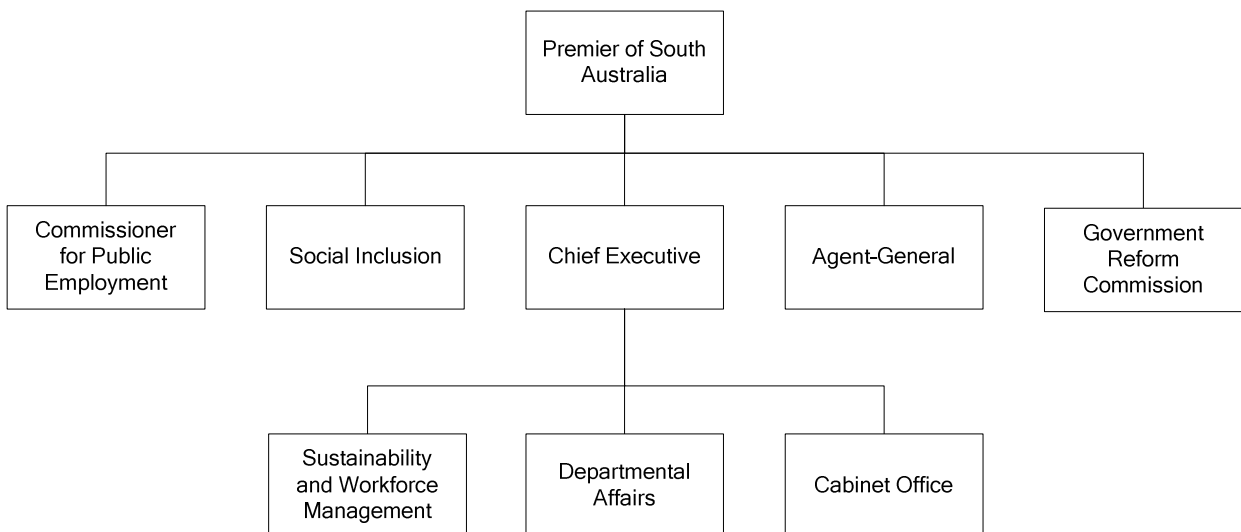 Premier of South
Australia
Commissioner
for Public
Employment
Social Inclusion
Chief Executive
Agent-General
Government
Reform
Commission
Sustainability
and Workforce
Management
Departmental
Affairs
Cabinet Office